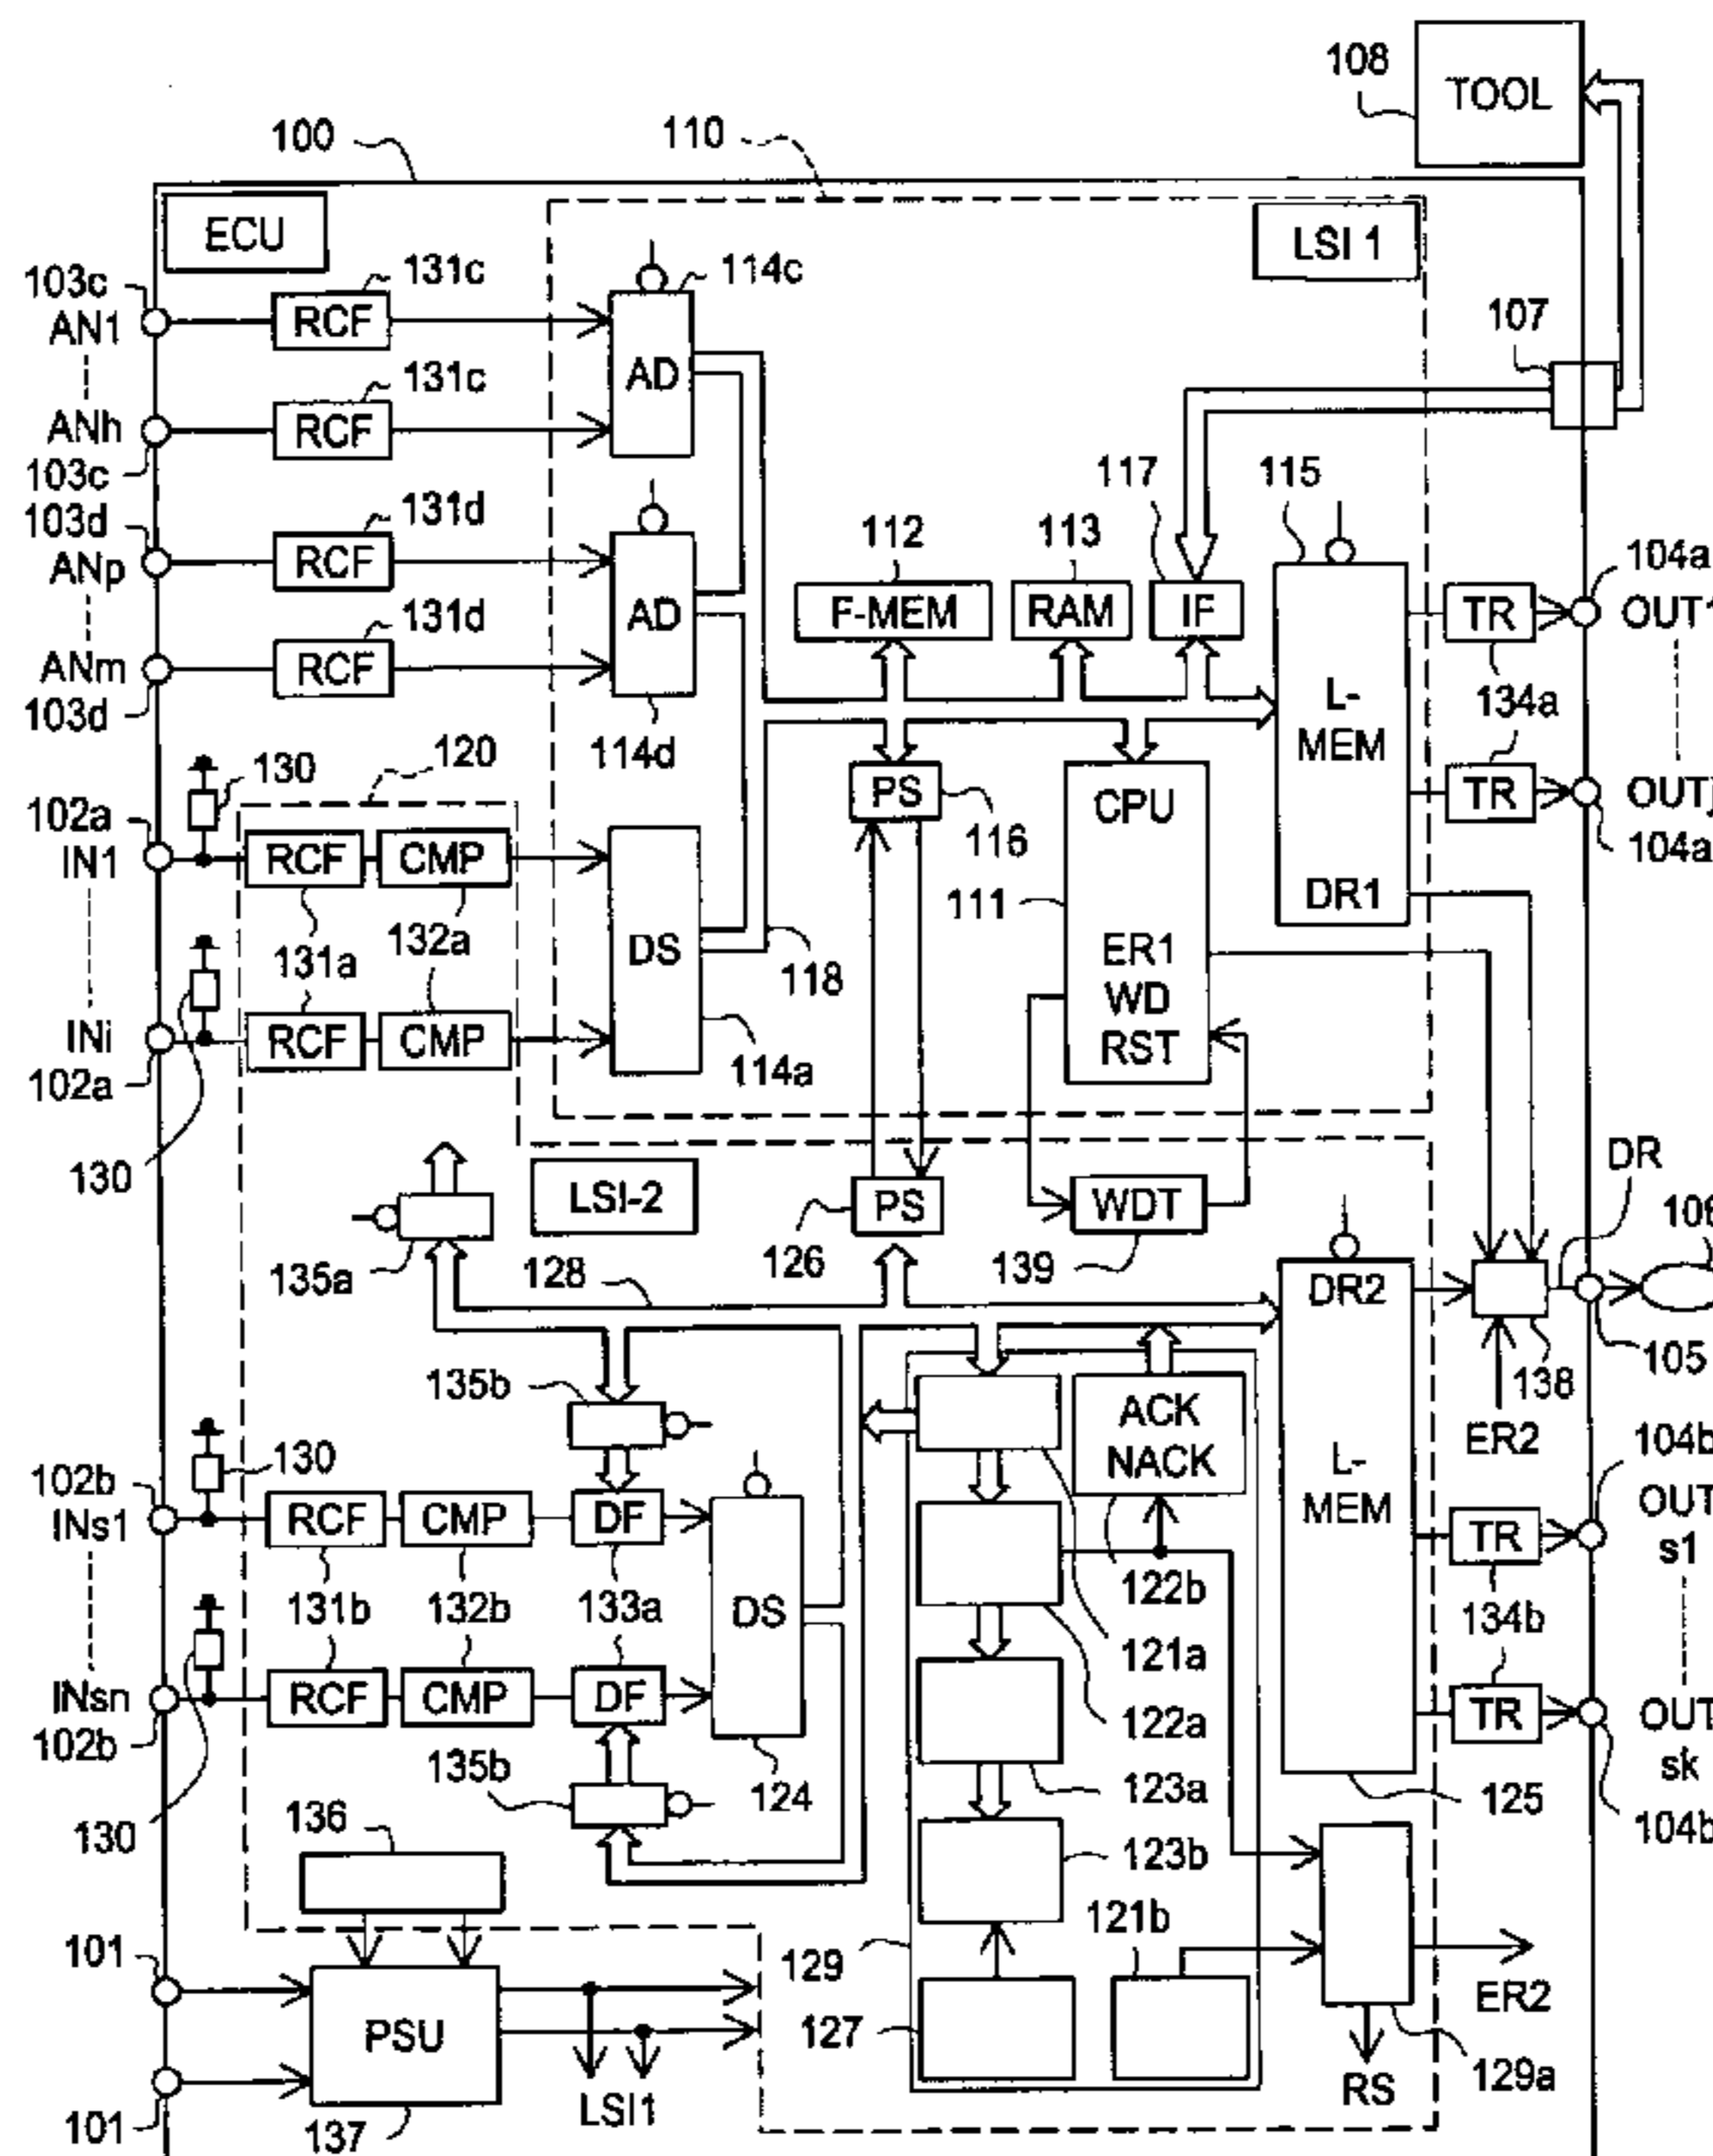 108
TOOL
100
110
ECU
LSI 1
103c
AN1
131c
RCF
114c
AD
107
ANh
103c
131c
RCF
103d
ANp
131d
RCF
AD
112
F-MEM
113
RAM
117
IF
115
104a
TR
OUT1
ANm
103d
131d
RCF
114d
L-
MEM
134a
130
120
PS
116
CPU
TR
OUTj
104a
102a
IN1
RCF
CMP
131a
132a
DS
118
111
DR1
ER1
WD
RST
INi
102a
RCF
CMP
114a
130
LSI-2
PS
126
WDT
139
DR
106
135a
128
DR2
138
105
135b
ACK
NACK
ER2
104b
102b
INs1
130
RCF
CMP
DF
131b
132b
133a
DS
L-
MEM
OUT
s1
TR
122b
134b
121a
INsn
102b
RCF
CMP
DF
122a
TR
OUT
sk
135b
124
123a
125
104b
130
136
123b
121b
101
129
ER2
PSU
127
129a
101
137
LSI1
RS